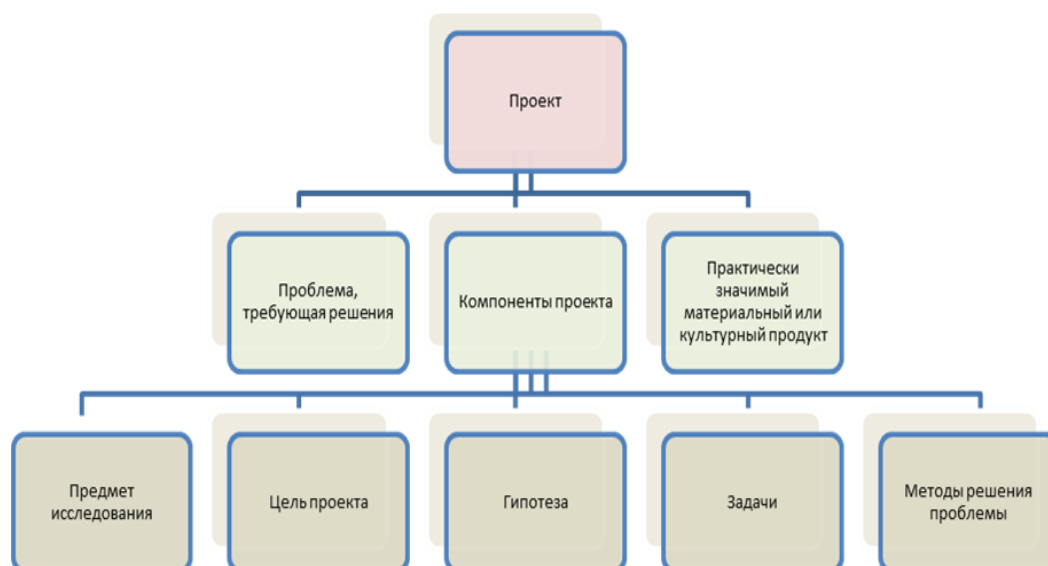 Проект
Проблема,
требующая решения
Компоненты проекта
Практически
значимый
материальный или
культурный продукт
Предмет
исследования
Цель проекта
Гипотеза
Задачи
Методы решения
проблемы